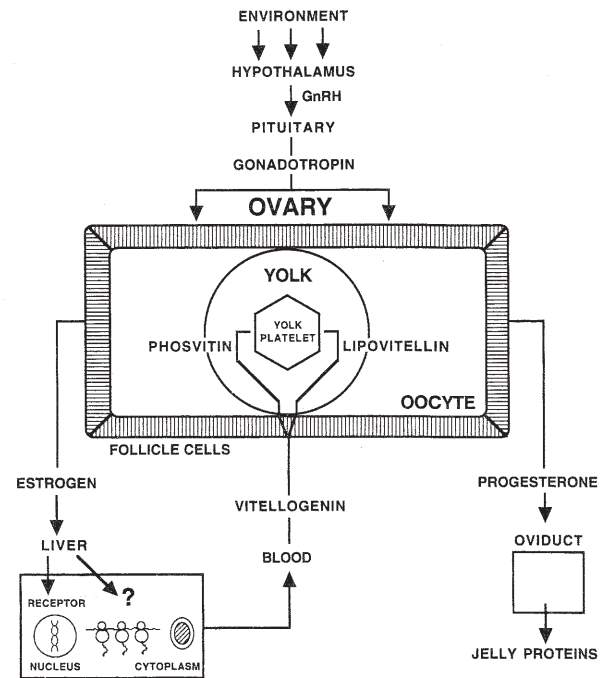 ENVIRONMENT
HYPOTHALAMUS
GnRH
PITUITARY
GONADOTROPIN
OVARY
YOLK
YOLK
PLATELET
PHOSVITIN
LIPOVITELLIN
OOCYTE
FOLLICLE CELLS
ESTROGEN
VITELLOGENIN
PROGESTERONE
LIVER
BLOOD
OVIDUCT
?
RECEPTOR
NUCLEUS
CYTOPLASM
JELLY PROTEINS